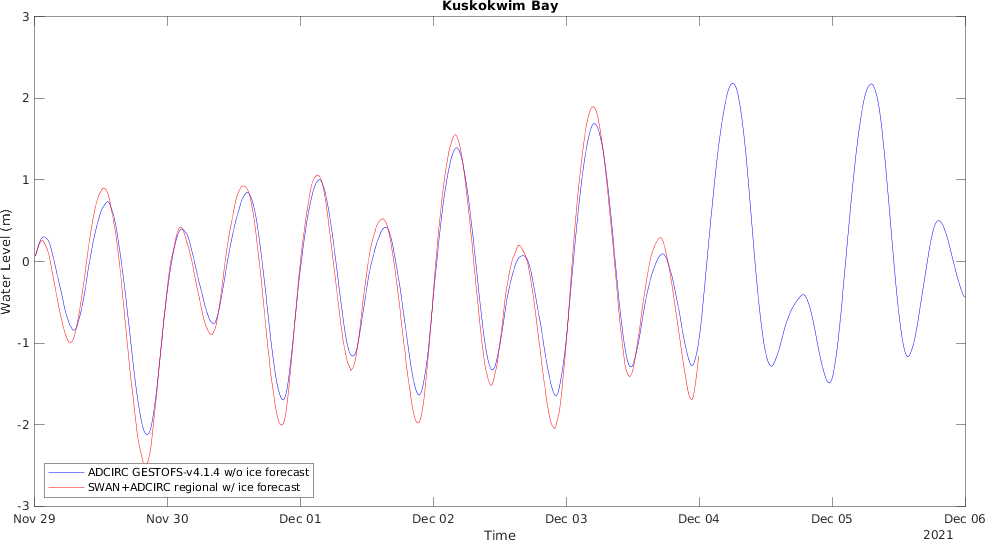 Kuskokwim Bay
3
2
1
0
-1
-2
-3
Water Level (m)
ADCIRC GESTOFS-v4.1.4 w/o ice forecast
SWAN+ADCIRC regional w/ ice forecast
Nov 29 Nov 30 Dec 01 Dec 02 Dec 03 Dec 04 Dec 05 Dec 06
Time
2021